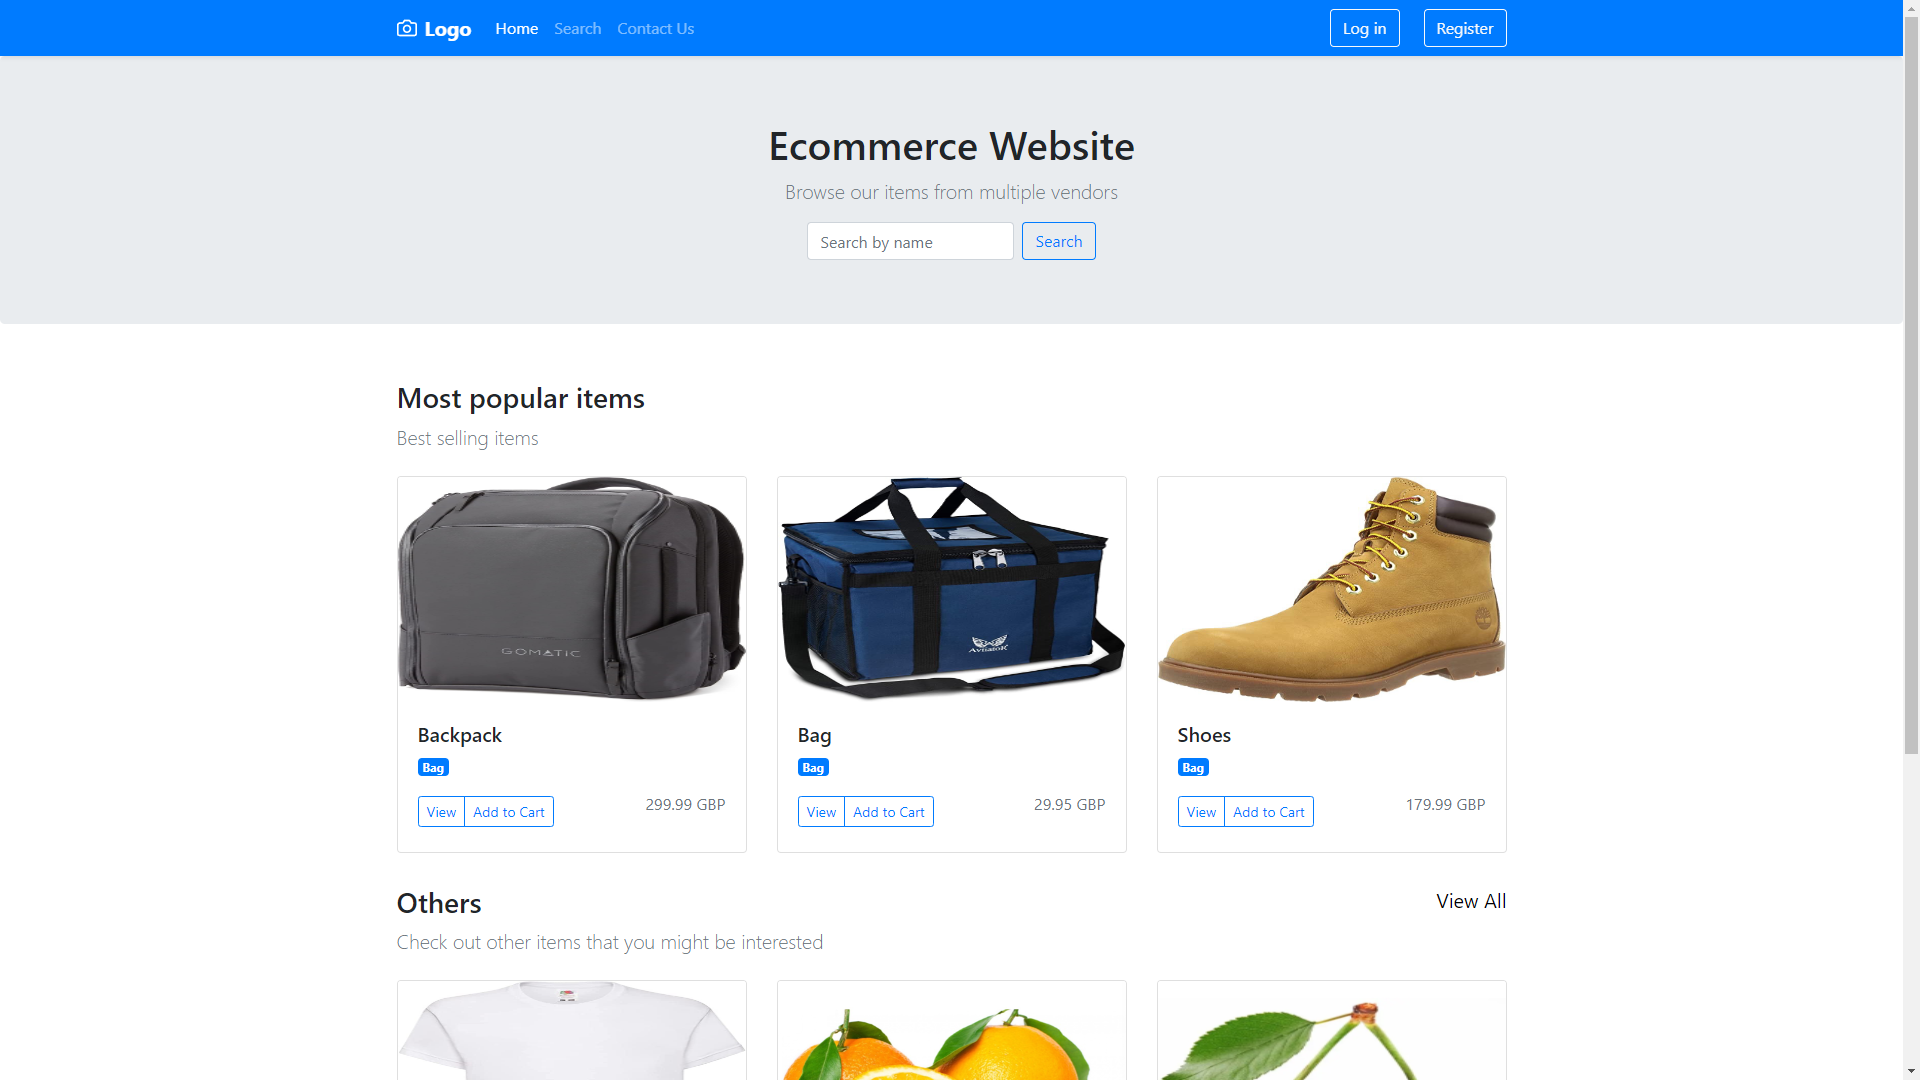 Logo Home Search Contact Us Log in Register
Ecommerce Website
Browse our items from multiple vendors
Search by name Search
Most popular items
Best selling items
GOMATIC
AvitatoR
Backpack
Bag
View Add to Cart 299.99 GBP
Bag
Bag
View Add to Cart 29.95 GBP
Shoes
Bag
View Add to Cart 179.99 GBP
Others View All
Check out other items that you might be interested